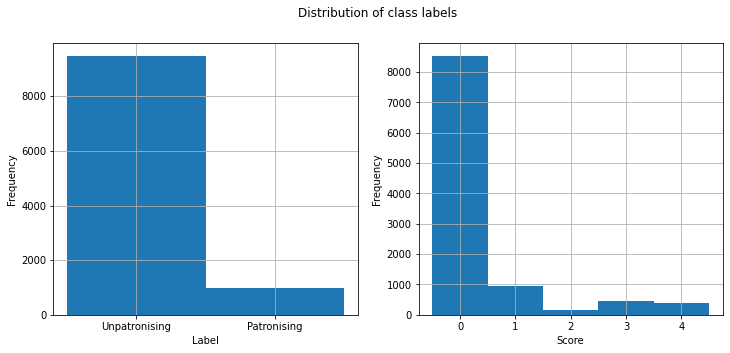 Distribution of class labels
Frequency
8000
6000
4000
2000
0
Unpatronising Patronising
Label
Frequency
8000
7000
6000
5000
4000
3000
2000
1000
0
0 1 2 3 4
Score